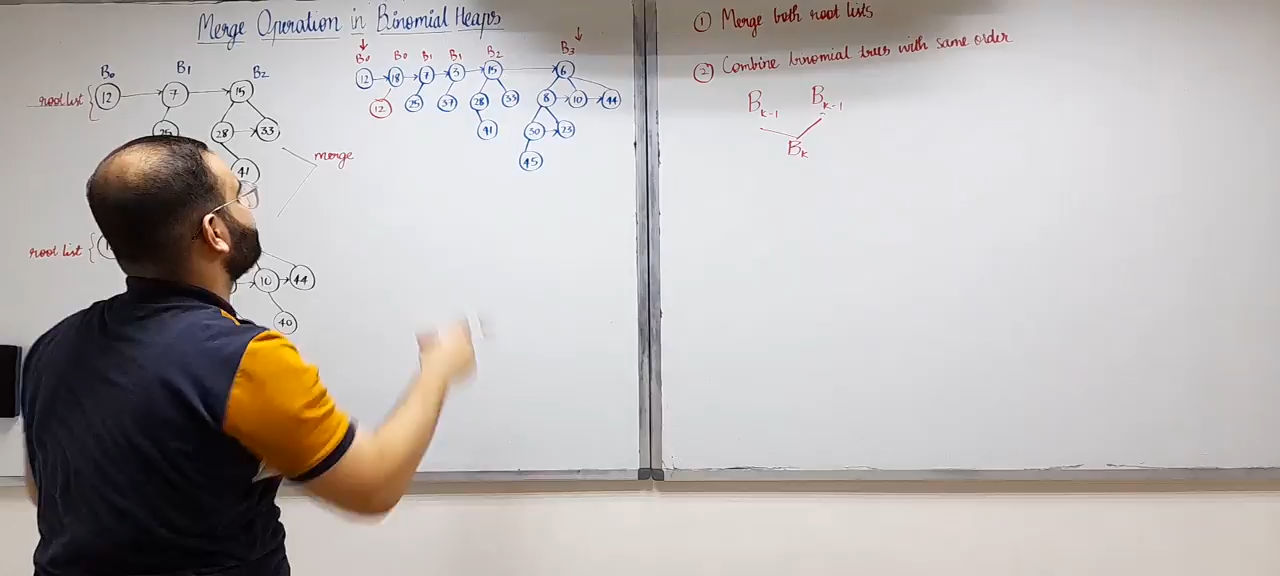 Merge Operation in Binomial Heaps
B₀ B₁ B₂
root list { 12 7 15
25 28 33
41
merge
root list {
10 44
40
B₀ B₀ B₁ B₁ B₂ B₃
12 18 7 3 15 6
12 25 37 28 33 8 10 44
41 30 23
45
① Merge both root lists
② Combine binomial trees with same order
Bₖ₋₁ Bₖ₋₁
Bₖ